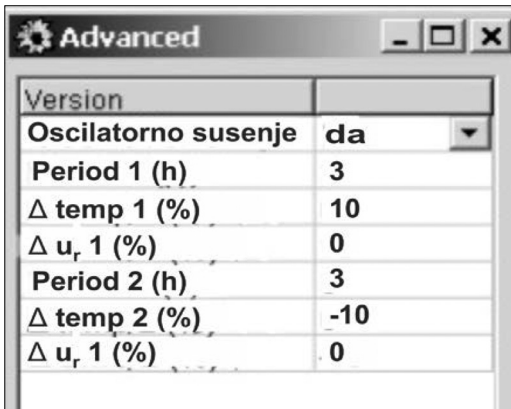 Advanced
Version
Oscilatorno susenje da
Period 1 (h) 3
Δ temp 1 (%) 10
Δ uᵣ 1 (%) 0
Period 2 (h) 3
Δ temp 2 (%) -10
Δ uᵣ 1 (%) 0